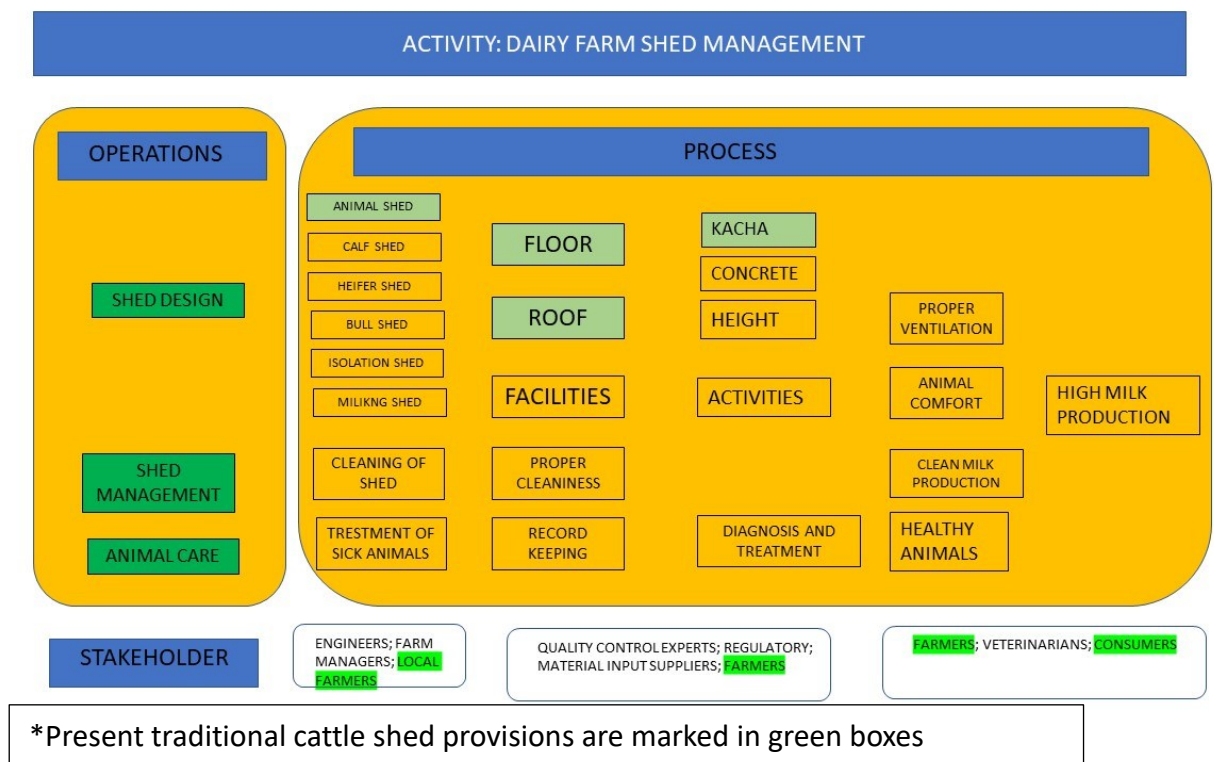 ACTIVITY: DAIRY FARM SHED MANAGEMENT
OPERATIONS
SHED DESIGN
SHED
MANAGEMENT
ANIMAL CARE
PROCESS
ANIMAL SHED
CALF SHED
HEIFER SHED
BULL SHED
ISOLATION SHED
MILIKNG SHED
CLEANING OF
SHED
TRESTMENT OF
SICK ANIMALS
FLOOR
ROOF
FACILITIES
PROPER
CLEANINESS
RECORD
KEEPING
KACHA
CONCRETE
HEIGHT
ACTIVITIES
DIAGNOSIS AND
TREATMENT
PROPER
VENTILATION
ANIMAL
COMFORT
CLEAN MILK
PRODUCTION
HEALTHY
ANIMALS
HIGH MILK
PRODUCTION
STAKEHOLDER
ENGINEERS; FARM
MANAGERS; LOCAL
FARMERS
QUALITY CONTROL EXPERTS; REGULATORY;
MATERIAL INPUT SUPPLIERS; FARMERS
FARMERS; VETERINARIANS; CONSUMERS
*Present traditional cattle shed provisions are marked in green boxes